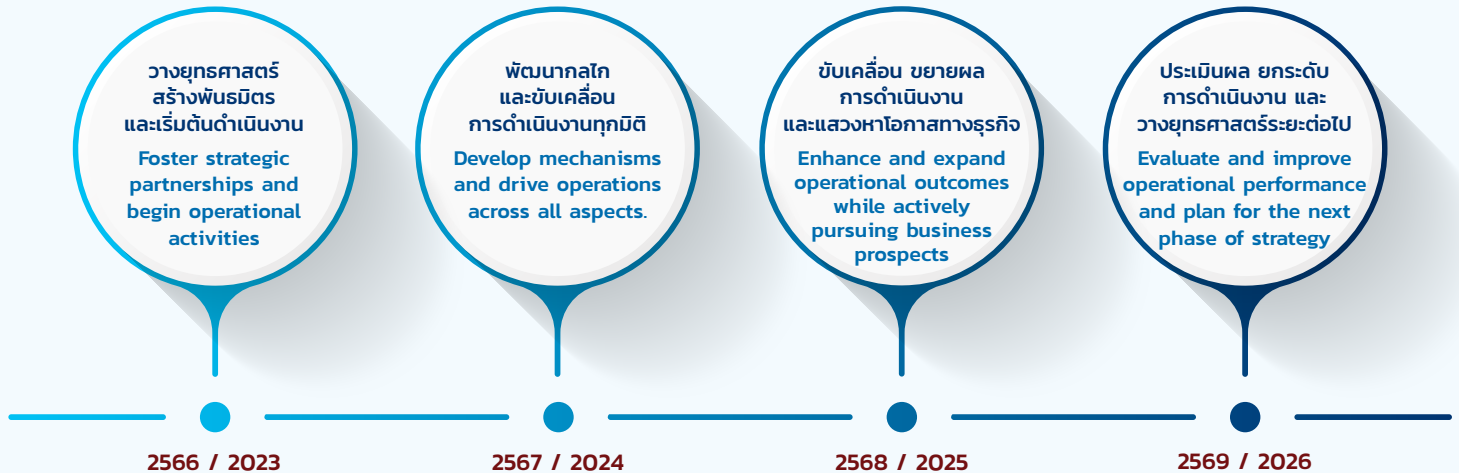 วางยุทธศาสตร์
สร้างพันธมิตร
และเริ่มต้นดำเนินงาน
Foster strategic
partnerships and
begin operational
activities
พัฒนากลไก
และขับเคลื่อน
การดำเนินงานทุกมิติ
Develop mechanisms
and drive operations
across all aspects.
ขับเคลื่อน ขยายผล
การดำเนินงาน
และแสวงหาโอกาสทางธุรกิจ
Enhance and expand
operational outcomes
while actively
pursuing business
prospects
ประเมินผล ยกระดับ
การดำเนินงาน และ
วางยุทธศาสตร์ระยะต่อไป
Evaluate and improve
operational performance
and plan for the next
phase of strategy
2566 / 2023
2567 / 2024
2568 / 2025
2569 / 2026